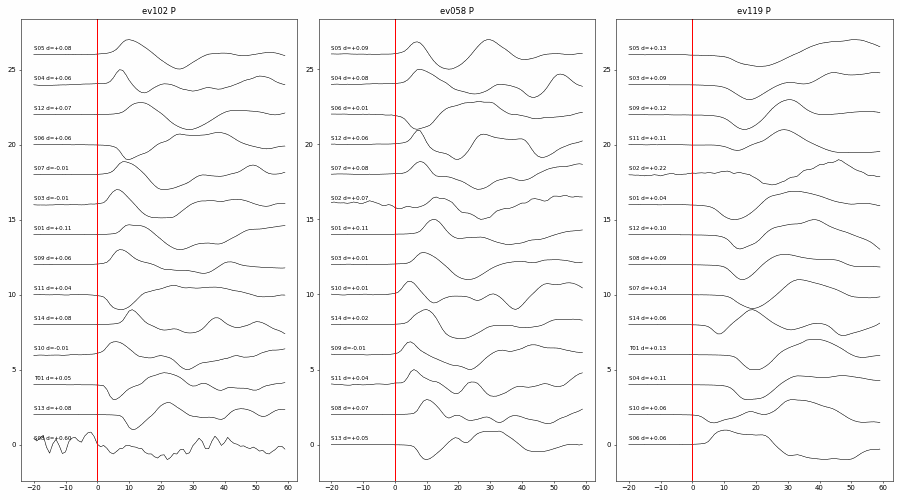 ev102 P
S05 d=+0.08
S04 d=+0.06
S12 d=+0.07
S06 d=+0.06
S07 d=-0.01
S03 d=-0.01
S01 d=+0.11
S09 d=+0.06
S11 d=+0.04
S14 d=+0.08
S10 d=-0.01
T01 d=+0.05
S13 d=+0.08
d=+0.60
25
20
15
10
5
0
−20 −10 0 10 20 30 40 50 60
ev058 P
S05 d=+0.09
S04 d=+0.08
S06 d=+0.01
S12 d=+0.06
S07 d=+0.08
S02 d=+0.07
S01 d=+0.11
S03 d=+0.01
S10 d=+0.01
S14 d=+0.02
S09 d=-0.01
S11 d=+0.04
S08 d=+0.07
S13 d=+0.05
25
20
15
10
5
0
−20 −10 0 10 20 30 40 50 60
ev119 P
S05 d=+0.13
S03 d=+0.09
S09 d=+0.12
S11 d=+0.11
S02 d=+0.22
S01 d=+0.04
S12 d=+0.10
S08 d=+0.09
S07 d=+0.14
S14 d=+0.06
T01 d=+0.13
S04 d=+0.11
S10 d=+0.06
S06 d=+0.06
25
20
15
10
5
0
−20 −10 0 10 20 30 40 50 60